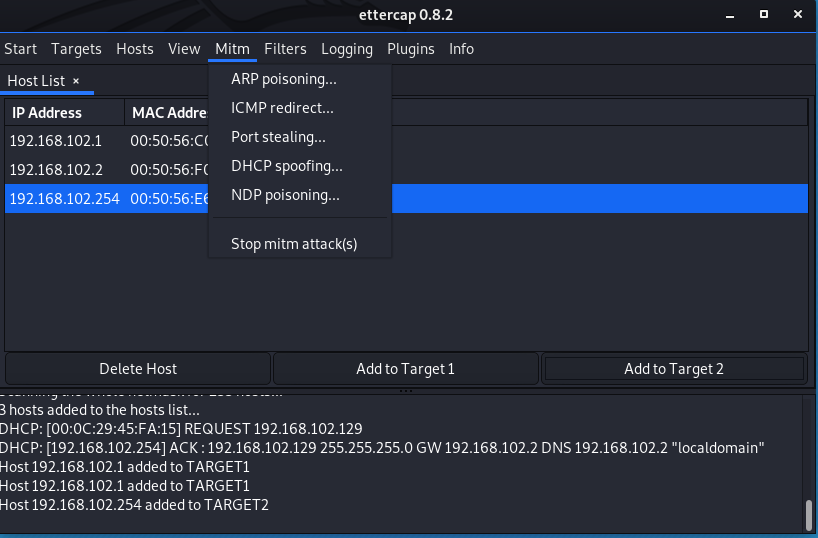 ettercap 0.8.2
Start Targets Hosts View Mitm Filters Logging Plugins Info
Host List ×
ARP poisoning...
ICMP redirect...
Port stealing...
DHCP spoofing...
NDP poisoning...
Stop mitm attack(s)
IP Address MAC Addre
192.168.102.1 00:50:56:C0
192.168.102.2 00:50:56:F0
192.168.102.254 00:50:56:E6
Delete Host Add to Target 1 Add to Target 2
3 hosts added to the hosts list...
DHCP: [00:0C:29:45:FA:15] REQUEST 192.168.102.129
DHCP: [192.168.102.254] ACK : 192.168.102.129 255.255.255.0 GW 192.168.102.2 DNS 192.168.102.2 "localdomain"
Host 192.168.102.1 added to TARGET1
Host 192.168.102.1 added to TARGET1
Host 192.168.102.254 added to TARGET2